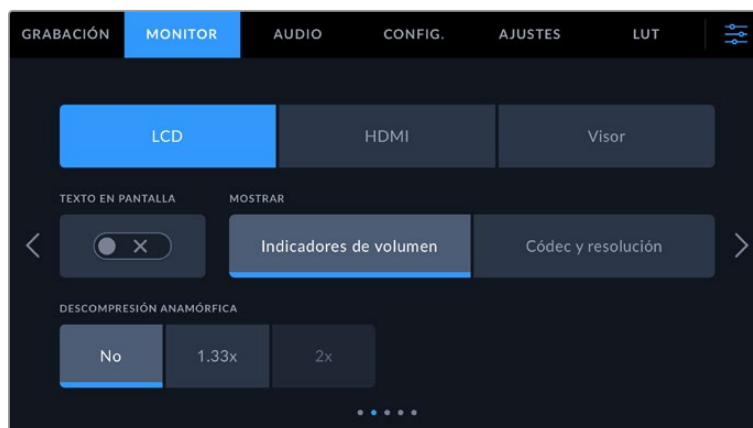 GRABACIÓN MONITOR AUDIO CONFIG. AJUSTES LUT
LCD HDMI Visor
TEXTO EN PANTALLA MOSTRAR
Indicadores de volumen Códec y resolución
DESCOMPRESIÓN ANAMÓRFICA
No 1.33x 2x